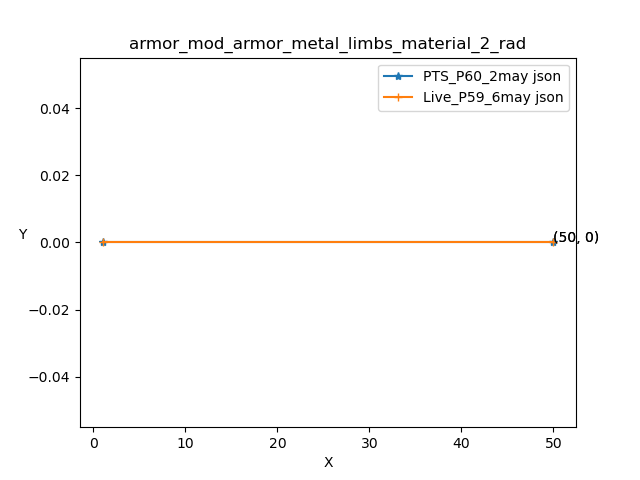 armor_mod_armor_metal_limbs_material_2_rad
PTS_P60_2may json
Live_P59_6may json
0.04
0.02
0.00
−0.02
−0.04
Y
(50, 0)
0 10 20 30 40 50
X